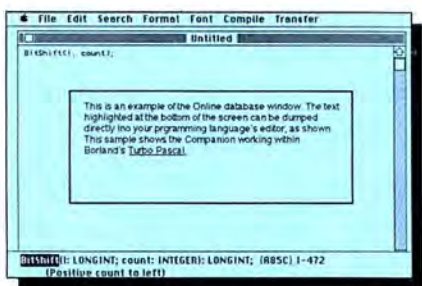 File Edit Search Format Font Compile Transfer
Untitled
BitShift(l, count);
This is an example of the Online database window. The text
highlighted at the bottom of the screen can be dumped
directly ino your prgramming language's editor, as shown
This sample shows the Companion working within
Borland's Turbo Pascal.
BitShift(l: LONGINT; count: INTEGER): LONGINT; (ABSC) I-472
(Positive count to left)